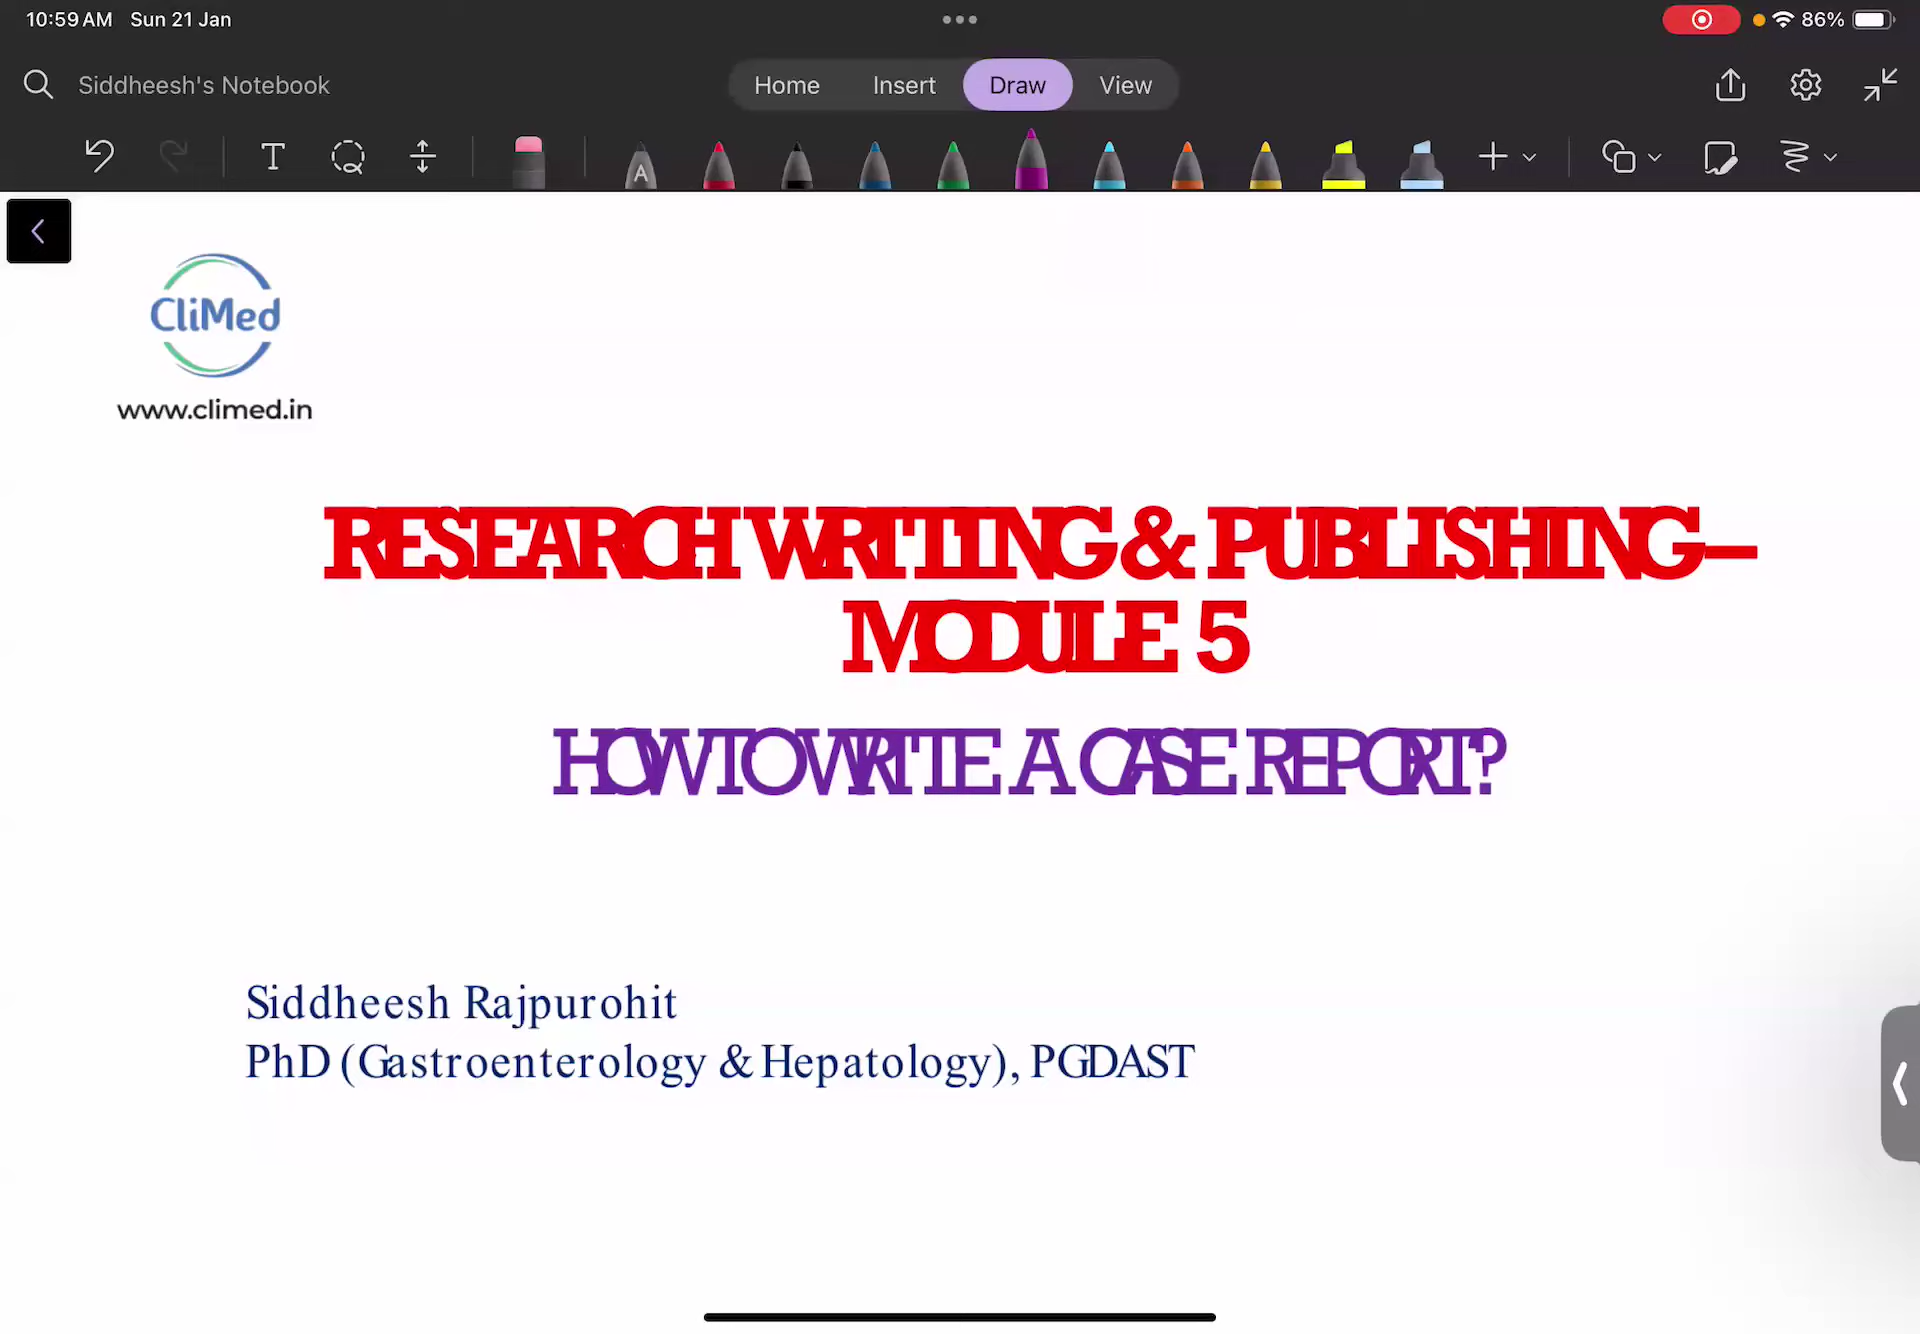 10:59 AM Sun 21 Jan
86%
Siddheesh's Notebook
Home Insert Draw View
T
A
CliMed
www.climed.in
RESEARCH WRITING & PUBLISHING–
MODULE 5
HOW TO WRITE A CASE REPORT?
Siddheesh Rajpurohit
PhD (Gastroenterology & Hepatology), PGDAST